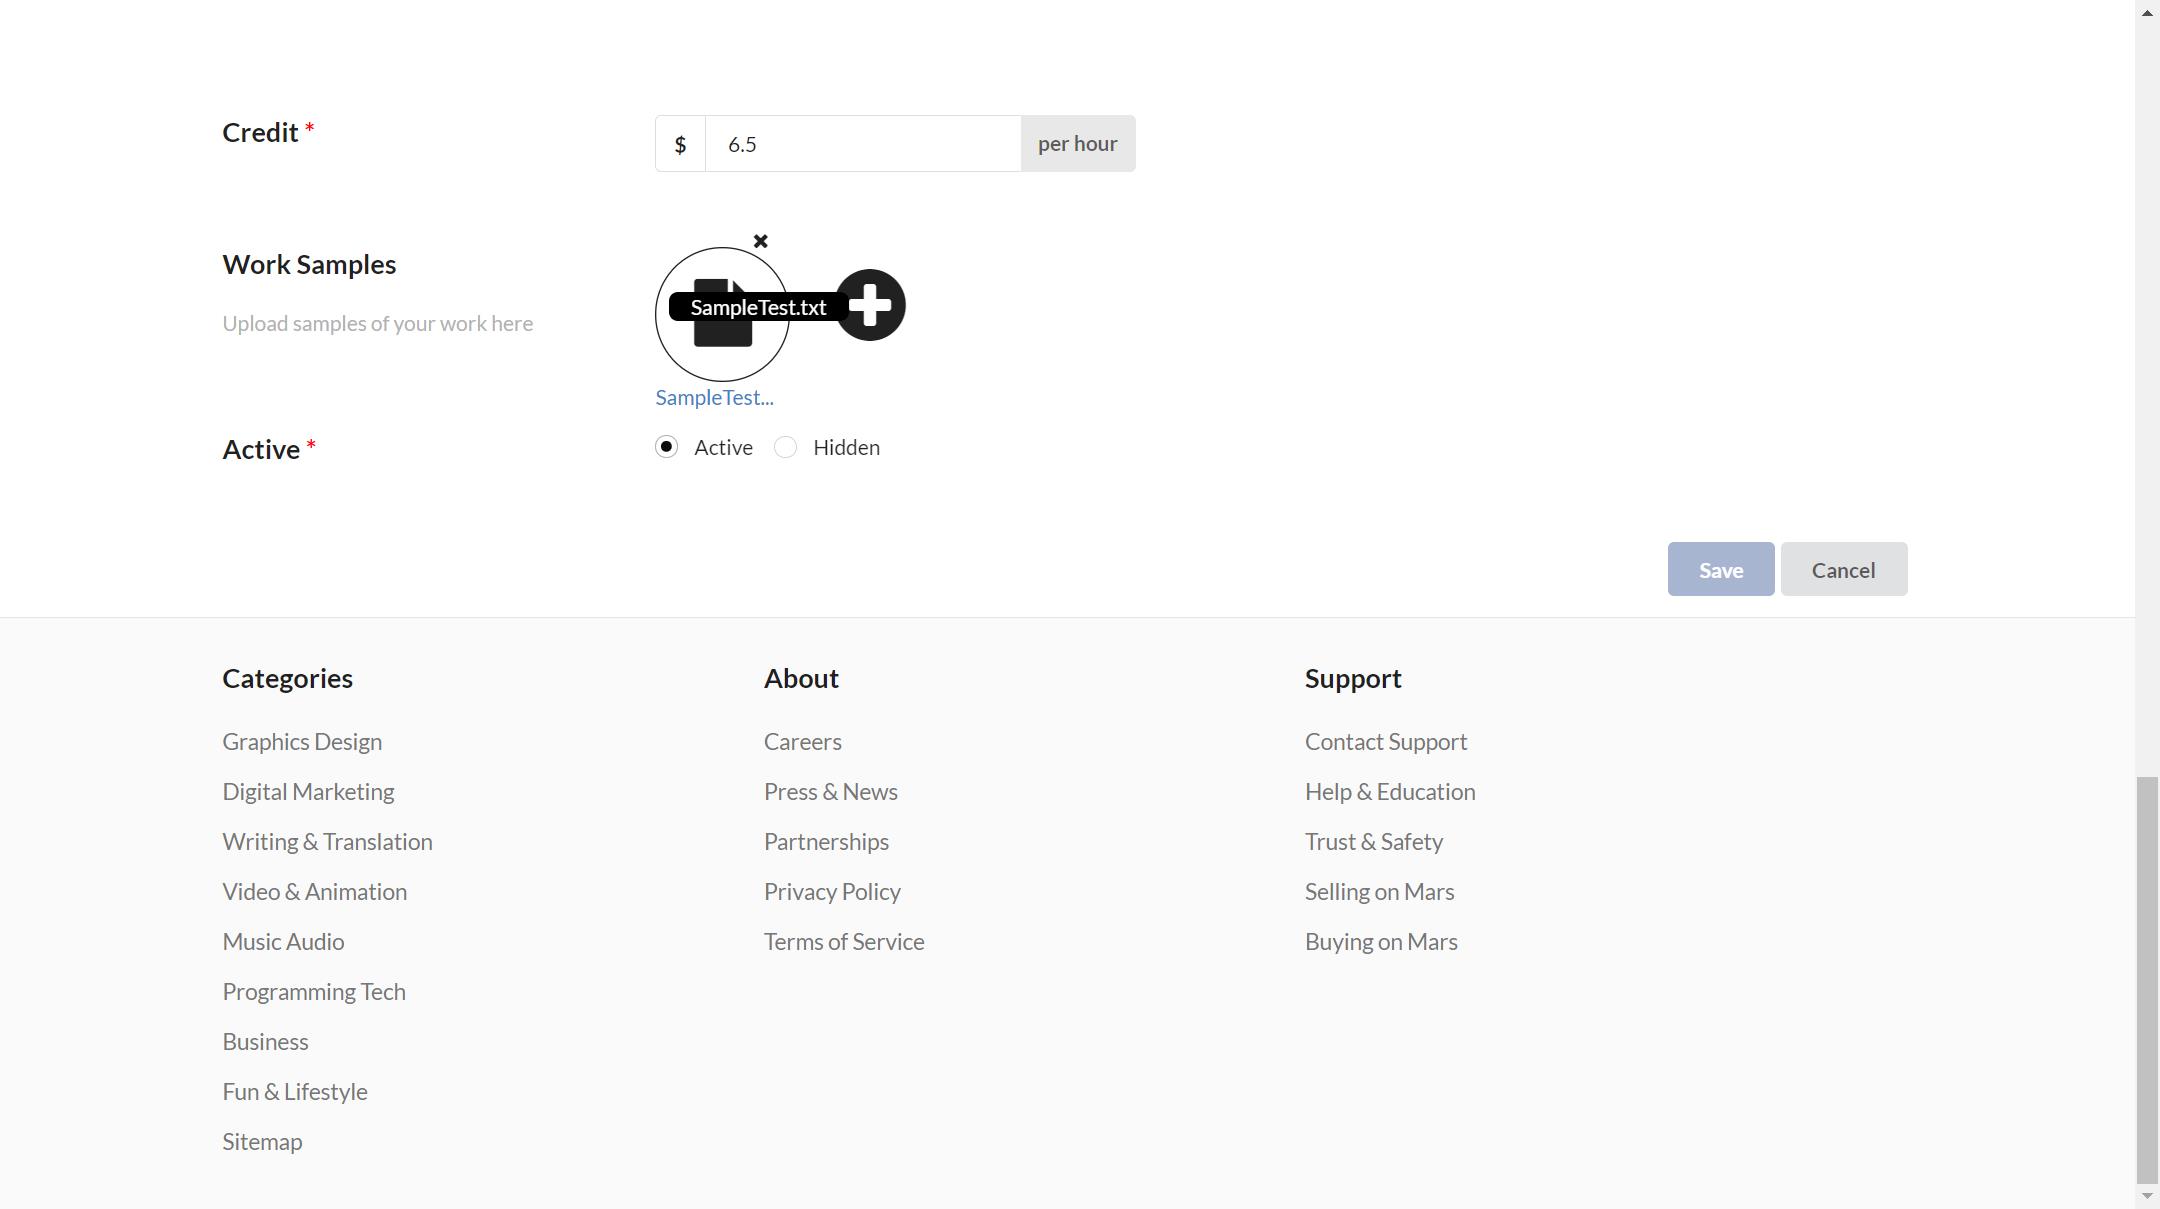 Credit *
$ 6.5 per hour
Work Samples
Upload samples of your work here
SampleTest.txt
SampleTest...
Active *
Active Hidden
Save Cancel
Categories
Graphics Design
Digital Marketing
Writing & Translation
Video & Animation
Music Audio
Programming Tech
Business
Fun & Lifestyle
Sitemap
About
Careers
Press & News
Partnerships
Privacy Policy
Terms of Service
Support
Contact Support
Help & Education
Trust & Safety
Selling on Mars
Buying on Mars